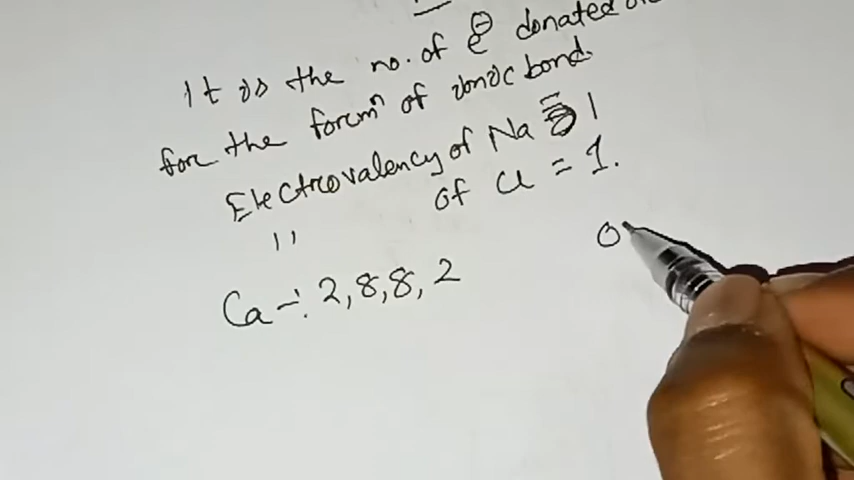 It is the no. of e⊖ donated
for the formⁿ of ionic bond.
Electrovalency of Na = 1
" of Cl = 1.
Ca -: 2,8,8,2
O